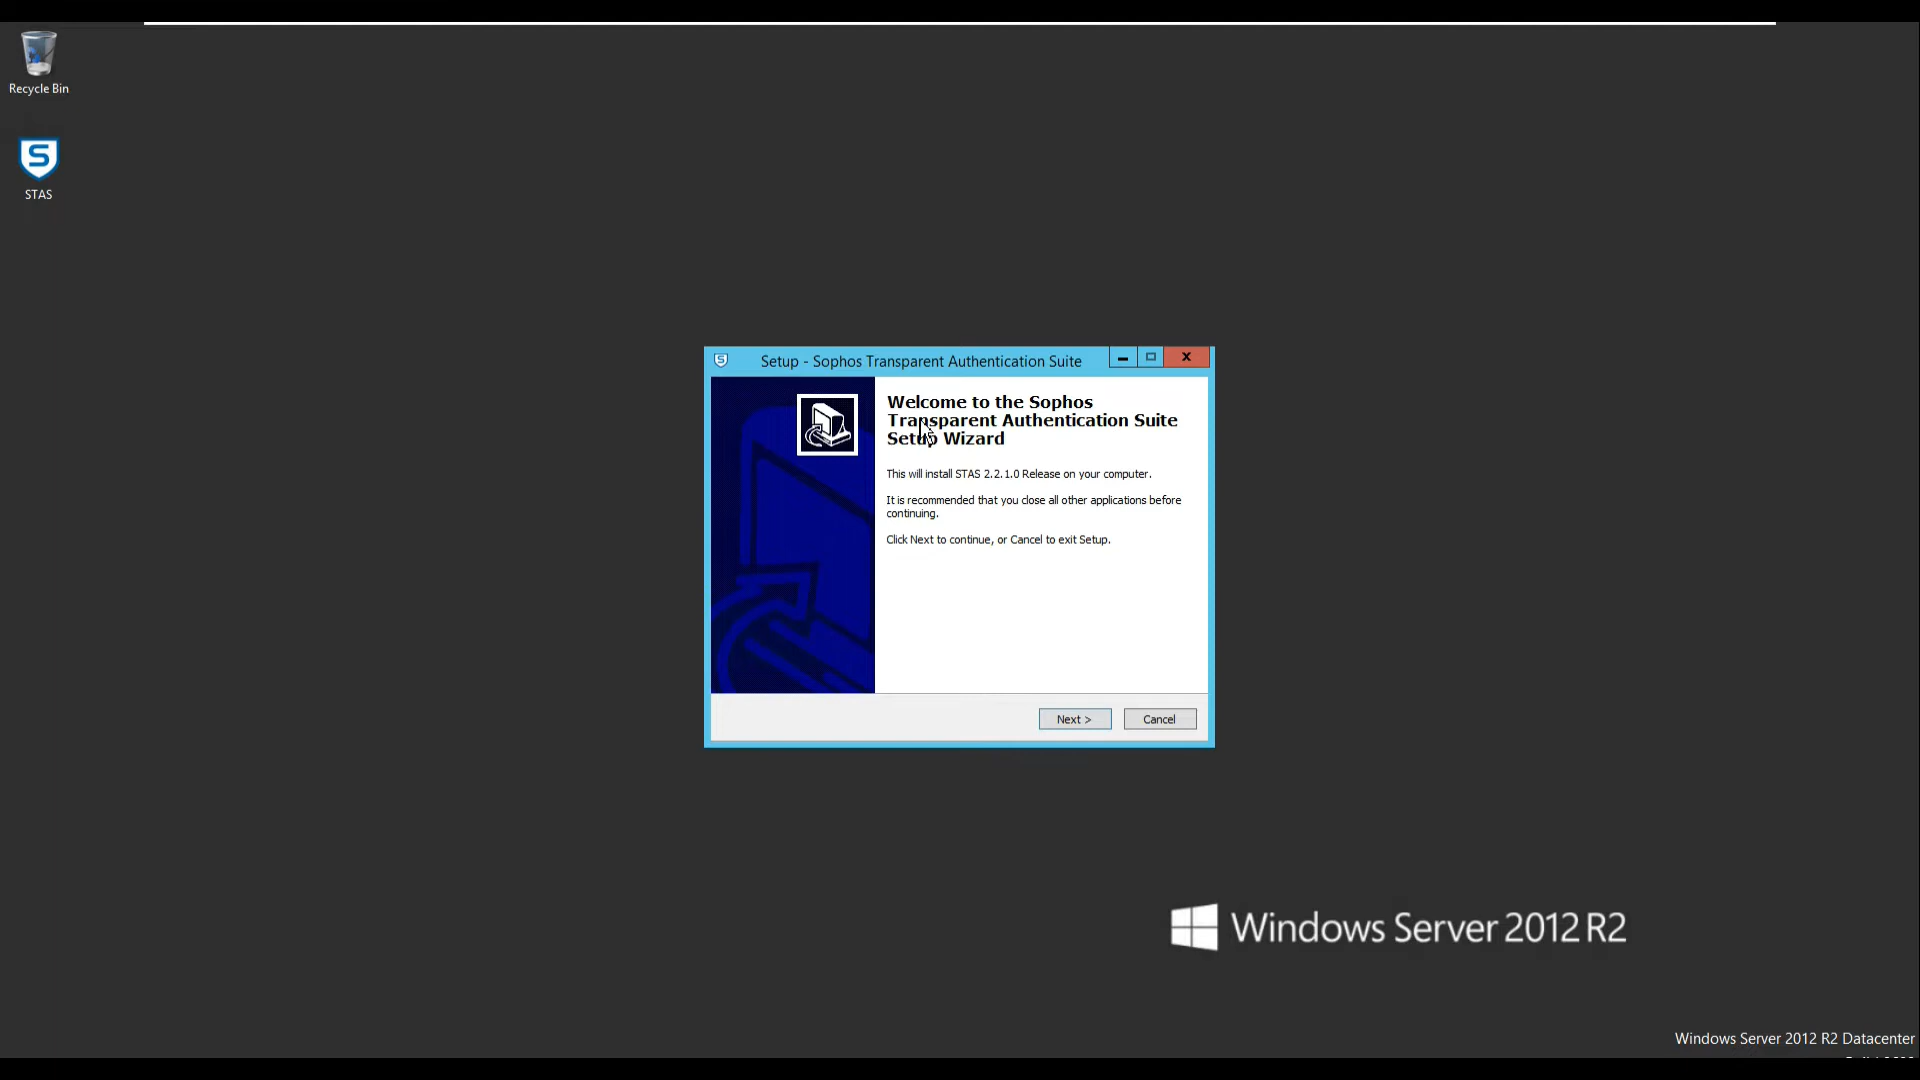 Recycle Bin
S
STAS
Setup - Sophos Transparent Authentication Suite
Welcome to the Sophos
Transparent Authentication Suite
Setup Wizard
This will install STAS 2.2.1.0 Release on your computer.
It is recommended that you close all other applications before
continuing.
Click Next to continue, or Cancel to exit Setup.
Next >
Cancel
Windows Server 2012 R2
Windows Server 2012 R2 Datacenter